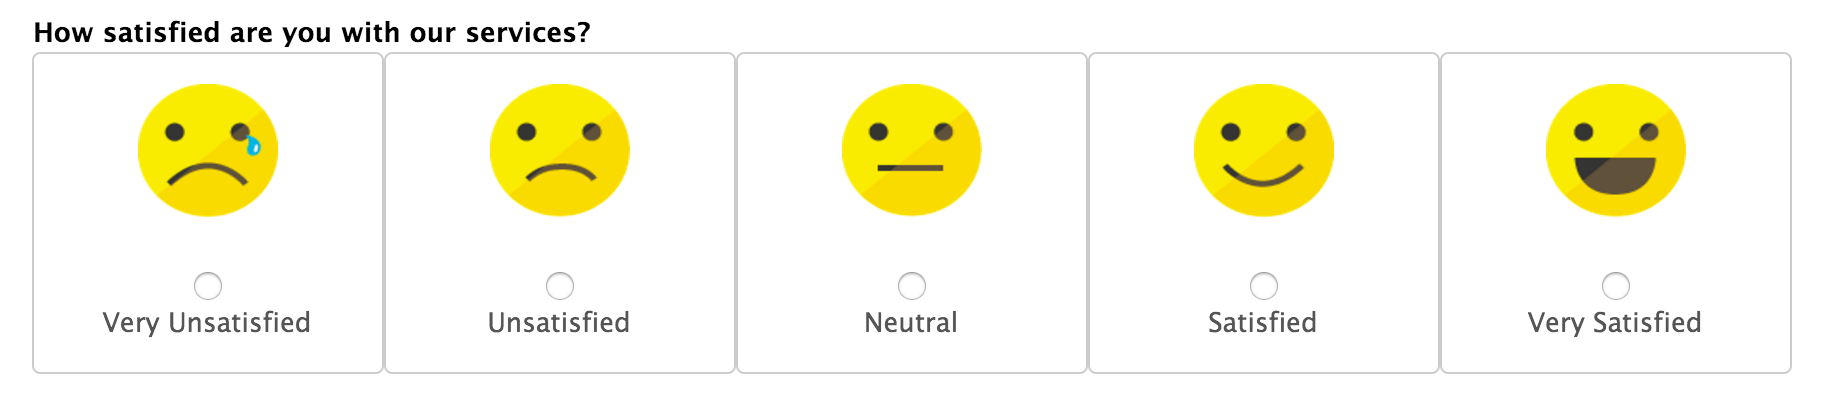 How satisfied are you with our services?
Very Unsatisfied
Unsatisfied
Neutral
Satisfied
Very Satisfied